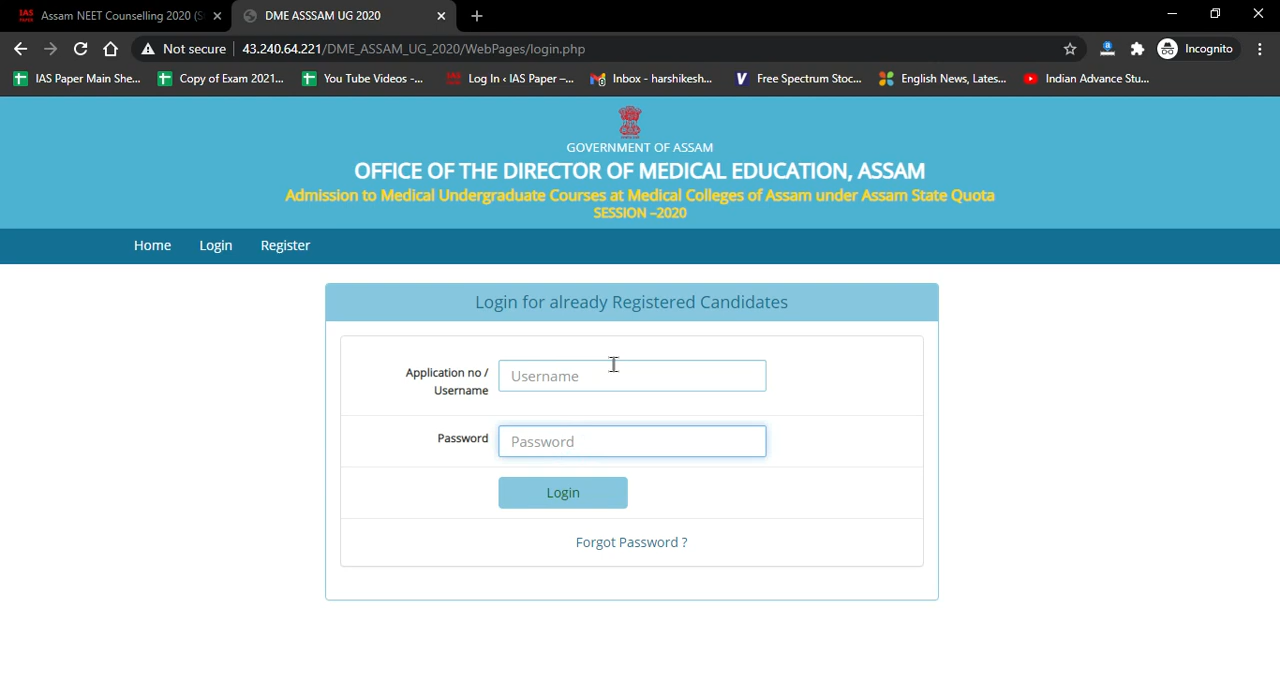 IAS PAPER Assam NEET Counselling 2020 (S
DME ASSSAM UG 2020
Not secure 43.240.64.221/DME_ASSAM_UG_2020/WebPages/login.php
Incognito
IAS Paper Main She... Copy of Exam 2021... You Tube Videos -... Log In ‹ IAS Paper –... Inbox - harshikesh... Free Spectrum Stoc... English News, Lates... Indian Advance Stu...
GOVERNMENT OF ASSAM
OFFICE OF THE DIRECTOR OF MEDICAL EDUCATION, ASSAM
Admission to Medical Undergraduate Courses at Medical Colleges of Assam under Assam State Quota
SESSION –2020
Home Login Register
Login for already Registered Candidates
Application no /
Username
Username
Password Password
Login
Forgot Password ?